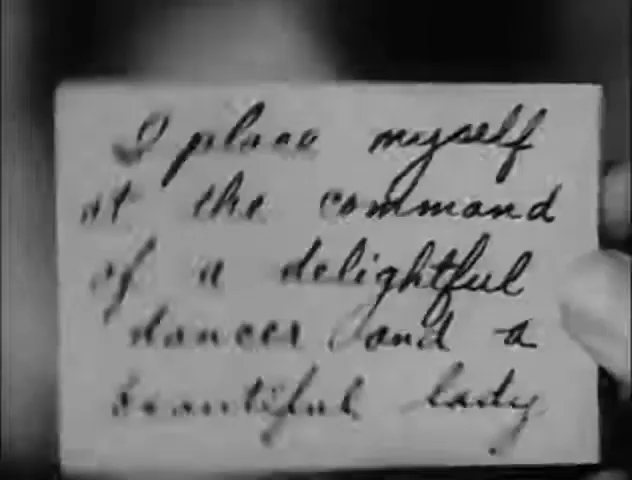 I place myself
at the command
of a delightful
dancer and a
beautiful lady